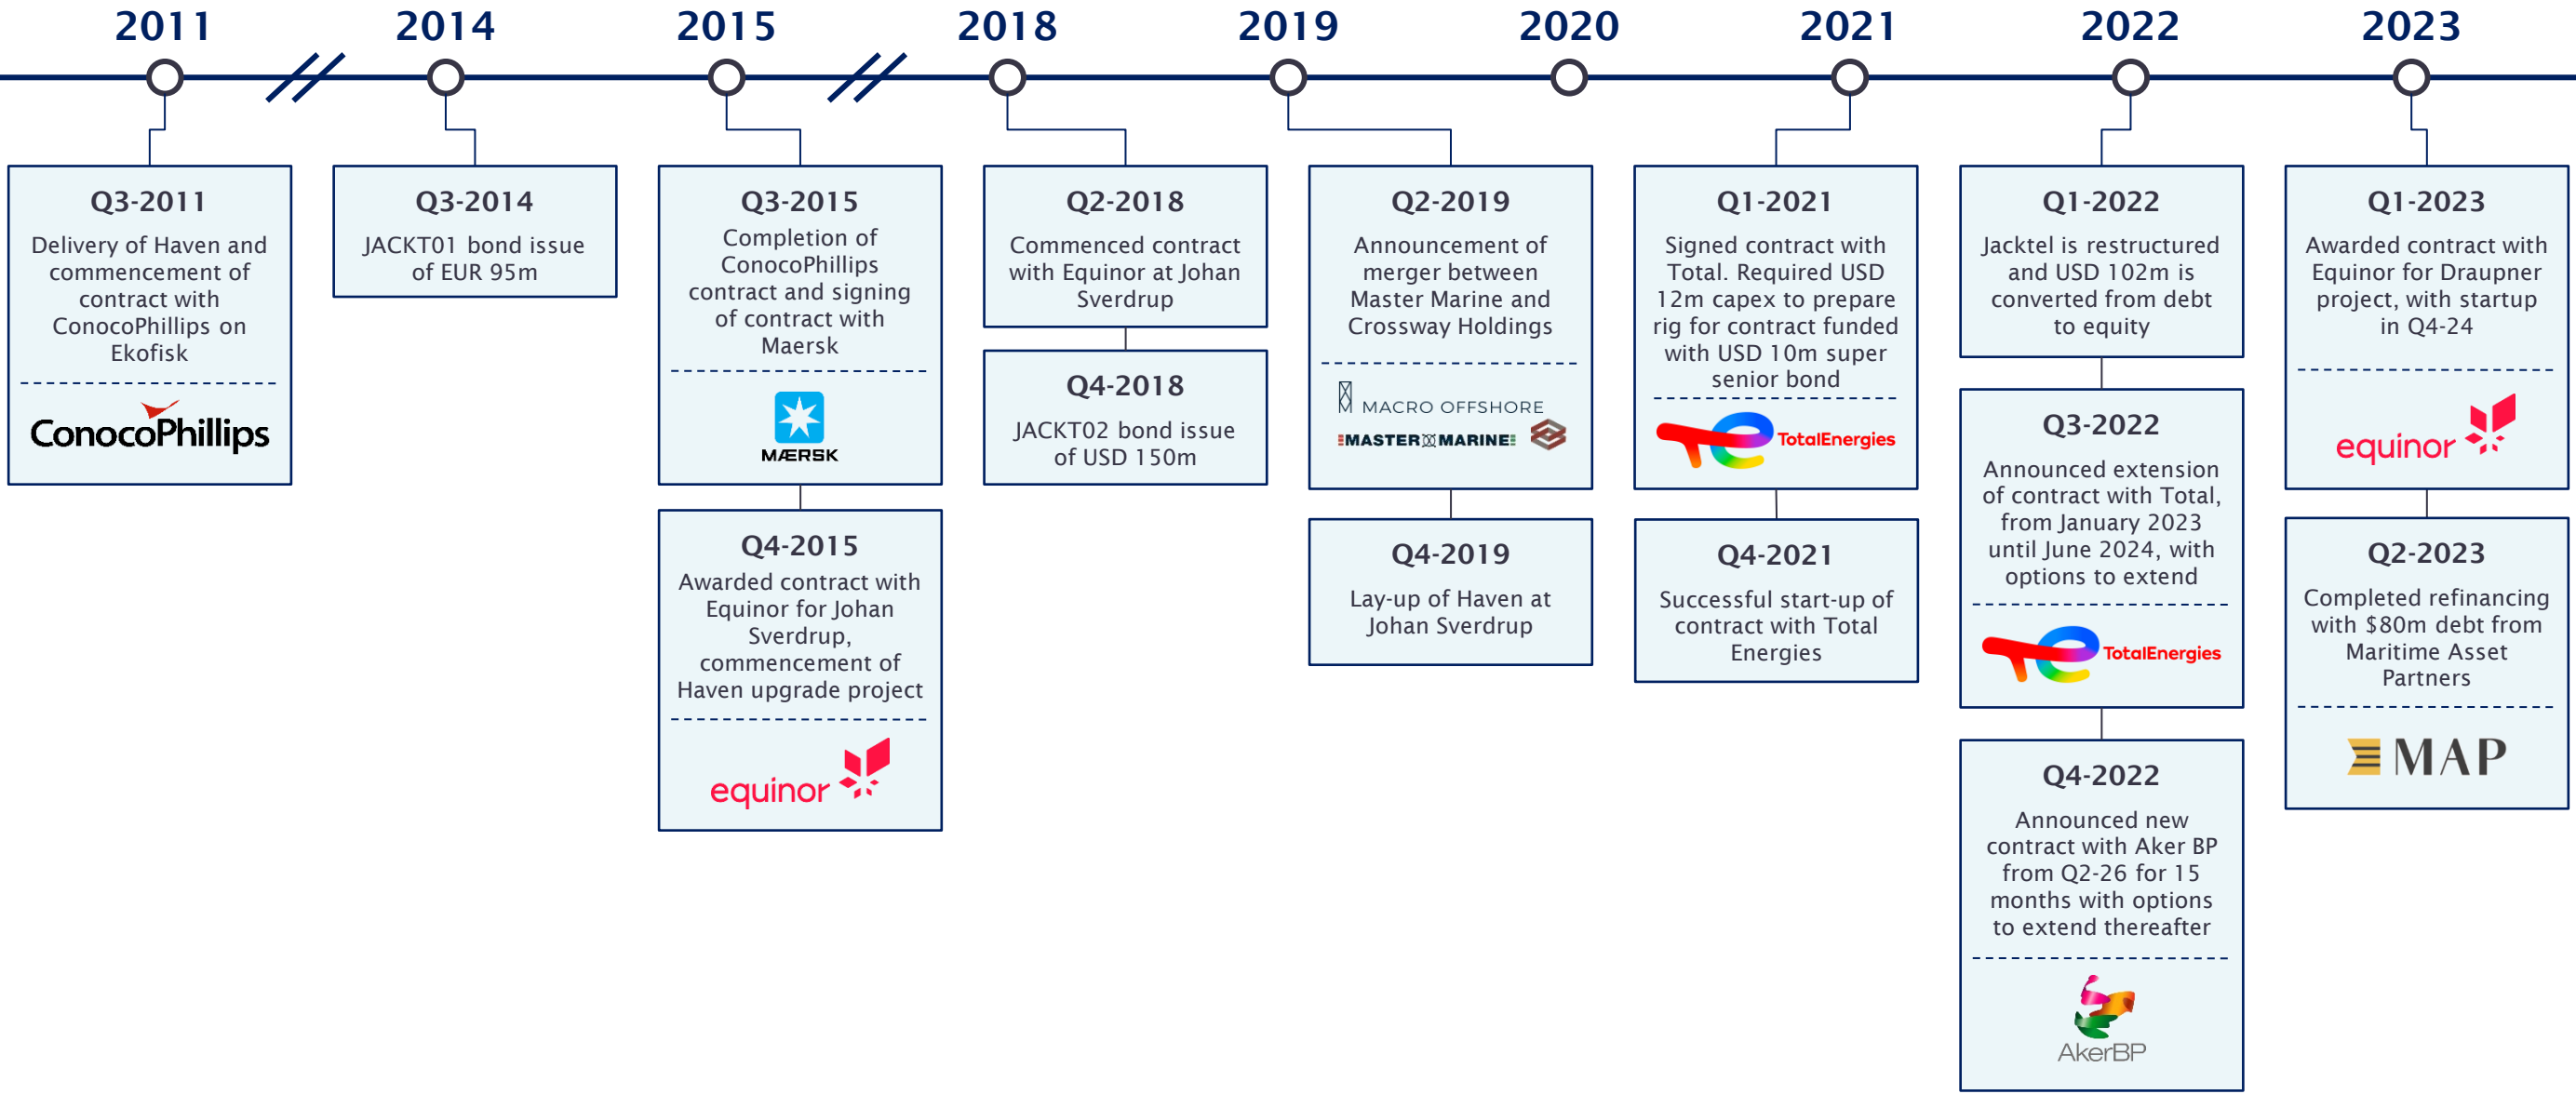 2011
2014
2015
2018
2019
2020
2021
2022
2023
Q3-2011
Delivery of Haven and
commencement of
contract with
ConocoPhillips on
Ekofisk
ConocoPhillips
Q3-2014
JACKT01 bond issue
of EUR 95m
Q3-2015
Completion of
ConocoPhillips
contract and signing
of contract with
Maersk
MÆRSK
Q4-2015
Awarded contract with
Equinor for Johan
Sverdrup,
commencement of
Haven upgrade project
equinor
Q2-2018
Commenced contract
with Equinor at Johan
Sverdrup
Q4-2018
JACKT02 bond issue
of USD 150m
Q2-2019
Announcement of
merger between
Master Marine and
Crossway Holdings
MACRO OFFSHORE
MASTER MARINE
Q4-2019
Lay-up of Haven at
Johan Sverdrup
Q1-2021
Signed contract with
Total. Required USD
12m capex to prepare
rig for contract funded
with USD 10m super
senior bond
TotalEnergies
Q4-2021
Successful start-up of
contract with Total
Energies
Q1-2022
Jacktel is restructured
and USD 102m is
converted from debt
to equity
Q3-2022
Announced extension
of contract with Total,
from January 2023
until June 2024, with
options to extend
TotalEnergies
Q4-2022
Announced new
contract with Aker BP
from Q2-26 for 15
months with options
to extend thereafter
AkerBP
Q1-2023
Awarded contract with
Equinor for Draupner
project, with startup
in Q4-24
equinor
Q2-2023
Completed refinancing
with $80m debt from
Maritime Asset
Partners
MAP